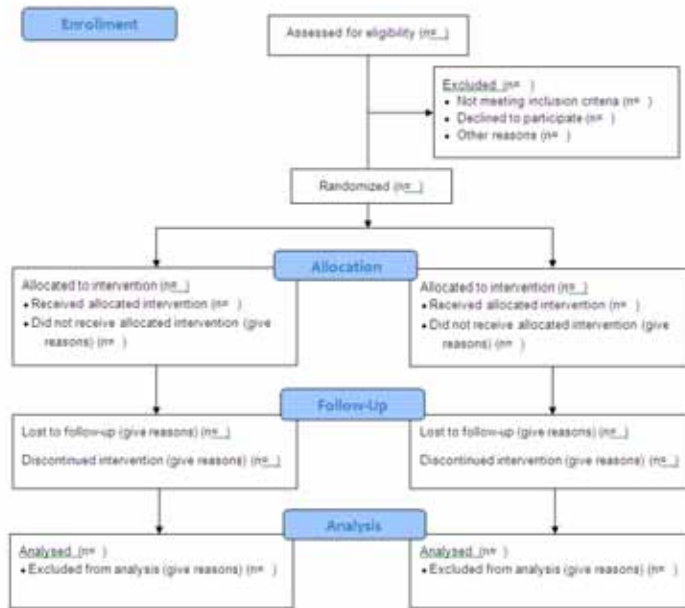 Enrollment
Assessed for eligibility (n=  )
Excluded (n=  )
• Not meeting inclusion criteria (n=  )
• Declined to participate (n=  )
• Other reasons (n=  )
Randomized (n=  )
Allocation
Allocated to intervention (n=  )
• Received allocated intervention (n=  )
• Did not receive allocated intervention (give
reasons) (n=  )
Allocated to intervention (n=  )
• Received allocated intervention (n=  )
• Did not receive allocated intervention (give
reasons) (n=  )
Follow-Up
Lost to follow-up (give reasons) (n=  )
Discontinued intervention (give reasons) (n=  )
Lost to follow-up (give reasons) (n=  )
Discontinued intervention (give reasons) (n=  )
Analysis
Analysed (n=  )
• Excluded from analysis (give reasons) (n=  )
Analysed (n=  )
• Excluded from analysis (give reasons) (n=  )